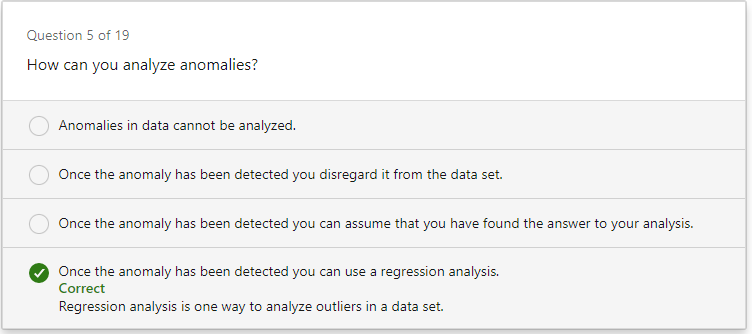 Question 5 of 19
How can you analyze anomalies?
Anomalies in data cannot be analyzed.
Once the anomaly has been detected you disregard it from the data set.
Once the anomaly has been detected you can assume that you have found the answer to your analysis.
Once the anomaly has been detected you can use a regression analysis.
Correct
Regression analysis is one way to analyze outliers in a data set.